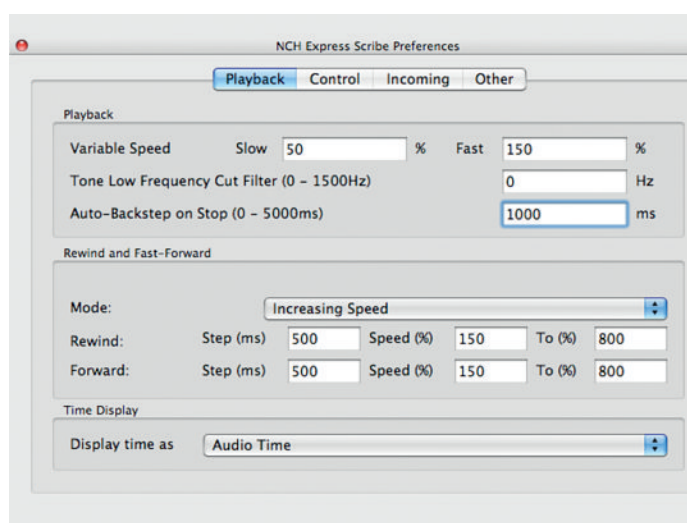 NCH Express Scribe Preferences
Playback Control Incoming Other
Playback
Variable Speed Slow 50 % Fast 150 %
Tone Low Frequency Cut Filter (0 – 1500Hz) 0 Hz
Auto-Backstep on Stop (0 – 5000ms) 1000 ms
Rewind and Fast-Forward
Mode: Increasing Speed
Rewind: Step (ms) 500 Speed (%) 150 To (%) 800
Forward: Step (ms) 500 Speed (%) 150 To (%) 800
Time Display
Display time as Audio Time